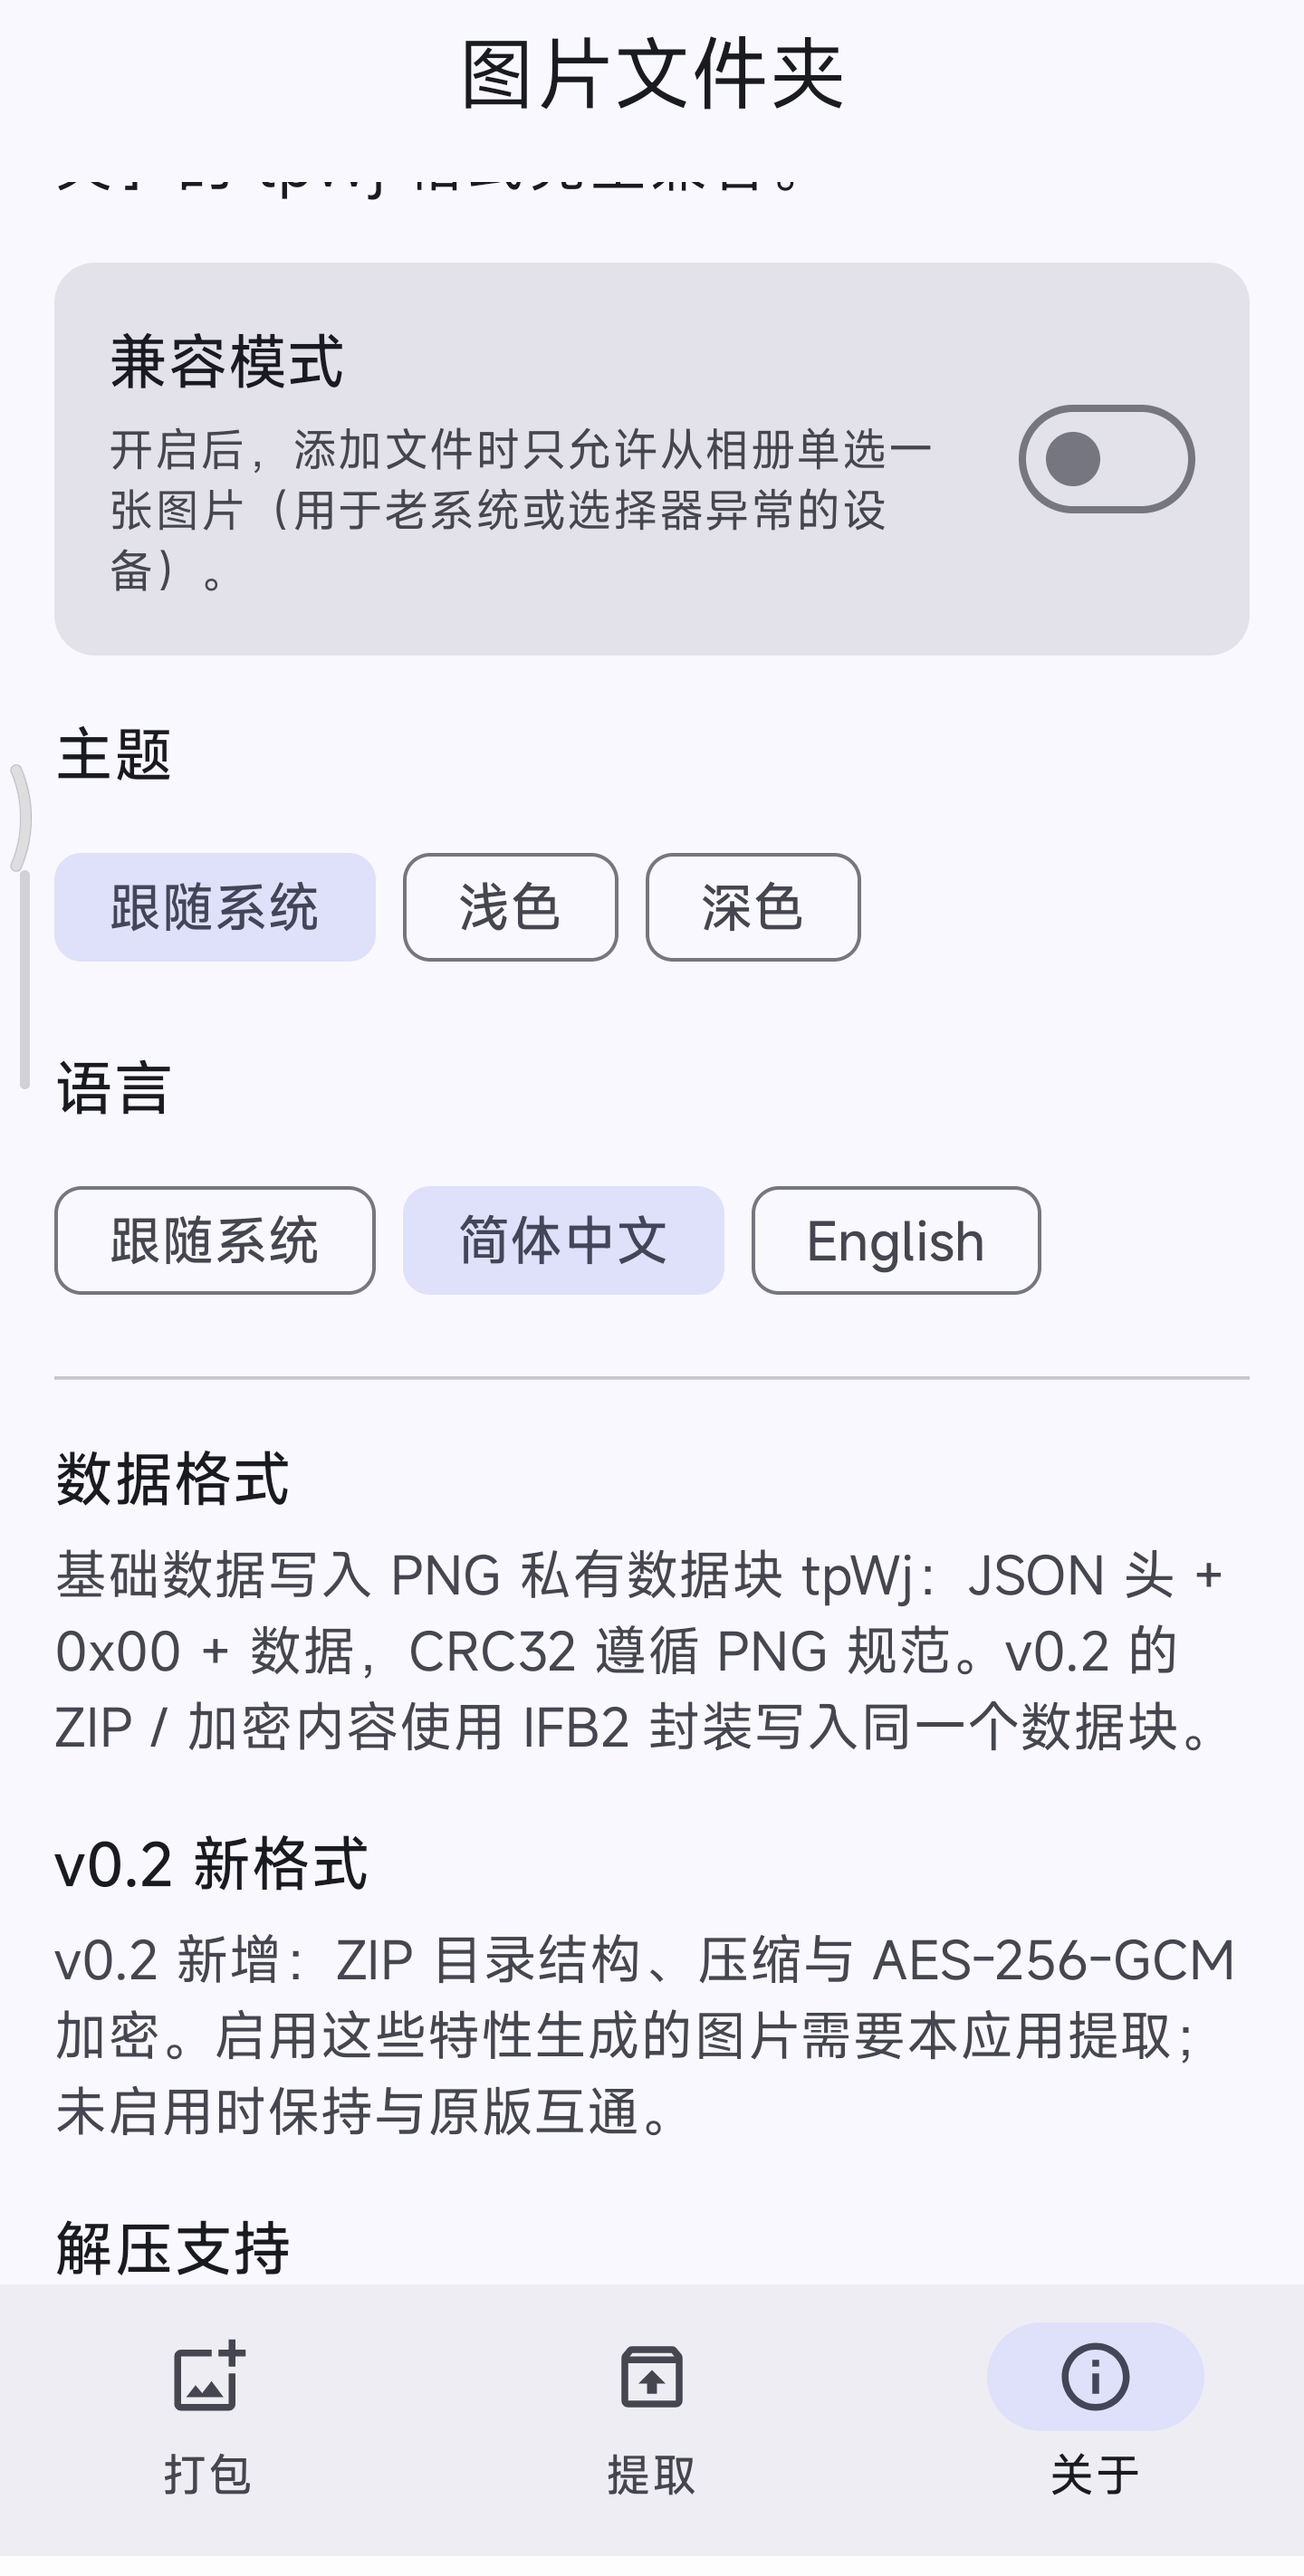 图片文件夹
兼容模式
开启后，添加文件时只允许从相册单选一
张图片（用于老系统或选择器异常的设
备）。
主题
跟随系统
浅色
深色
语言
跟随系统
简体中文
English
数据格式
基础数据写入 PNG 私有数据块 tpWj：JSON 头 +
0x00 + 数据，CRC32 遵循 PNG 规范。v0.2 的
ZIP / 加密内容使用 IFB2 封装写入同一个数据块。
v0.2 新格式
v0.2 新增：ZIP 目录结构、压缩与 AES-256-GCM
加密。启用这些特性生成的图片需要本应用提取；
未启用时保持与原版互通。
解压支持
打包
提取
关于